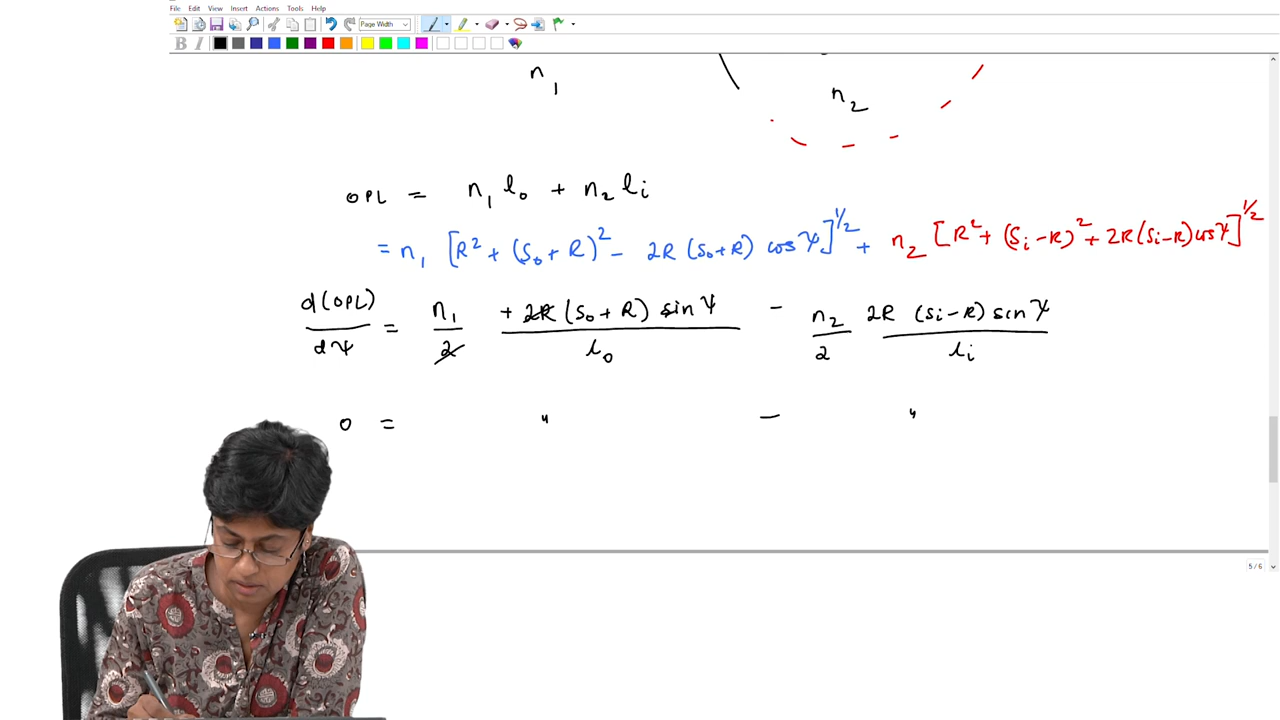 File Edit View Insert Actions Tools Help
Page Width
B I
n₁
n₂
OPL = n₁ l₀ + n₂ lᵢ
= n₁ [R² + (S₀ + R)² − 2R (S₀+R) cos Ψ]^1/2 + n₂ [R² + (Sᵢ−R)² + 2R(Sᵢ−R)cosΨ]^1/2
d(OPL)/dΨ = n₁/2 +2R (S₀ + R) sin Ψ / l₀ − n₂/2 2R (Sᵢ−R) sin Ψ / lᵢ
0 = " − "
5/6